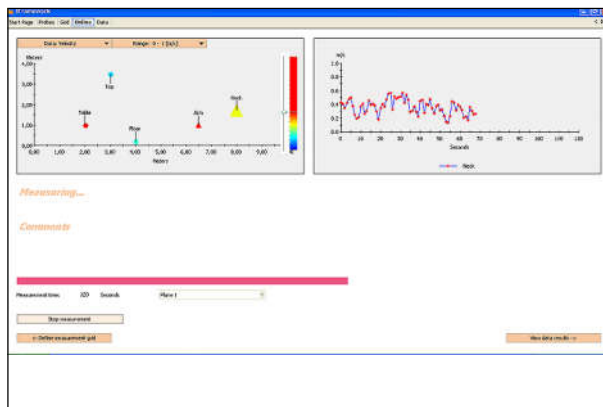 Start Page Probes Grid Online Data
Data: Velocity
Range: 0 - 1 [m/s]
Meters
4,00
3,00
2,00
1,00
0,00
Top
Table
Flow
Arm
Neck
0,00 1,00 2,00 3,00 4,00 5,00 6,00 7,00 8,00 9,00
Meters
m/s
1.0
0.8
0.6
0.4
0.2
0.0
0 10 20 30 40 50 60 70 80 90 100 110 120
Seconds
Neck
Measuring...
Comments
Measurement time: Seconds
Plane 1
Stop measurement
<- Define measurement grid
View data results ->